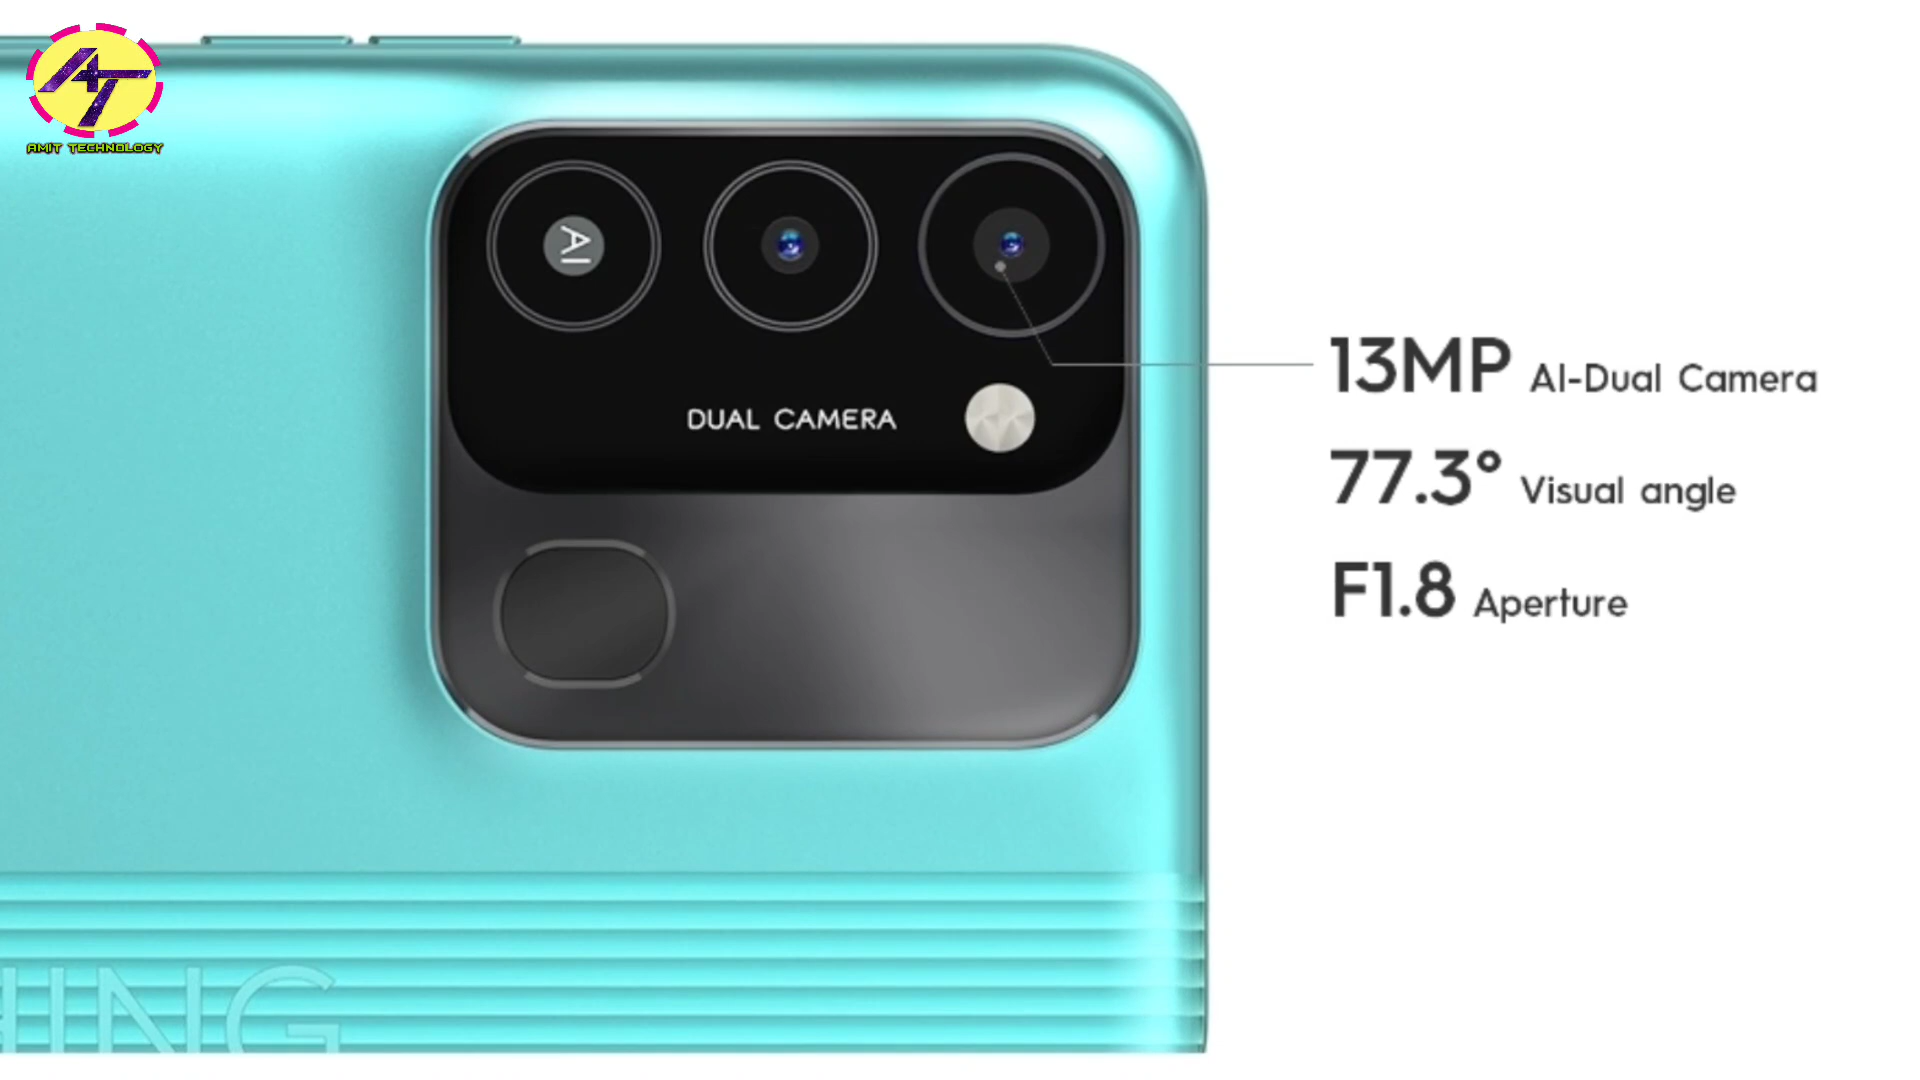 AT
AMIT TECHNOLOGY
AI
DUAL CAMERA
13MP AI-Dual Camera
77.3° Visual angle
F1.8 Aperture